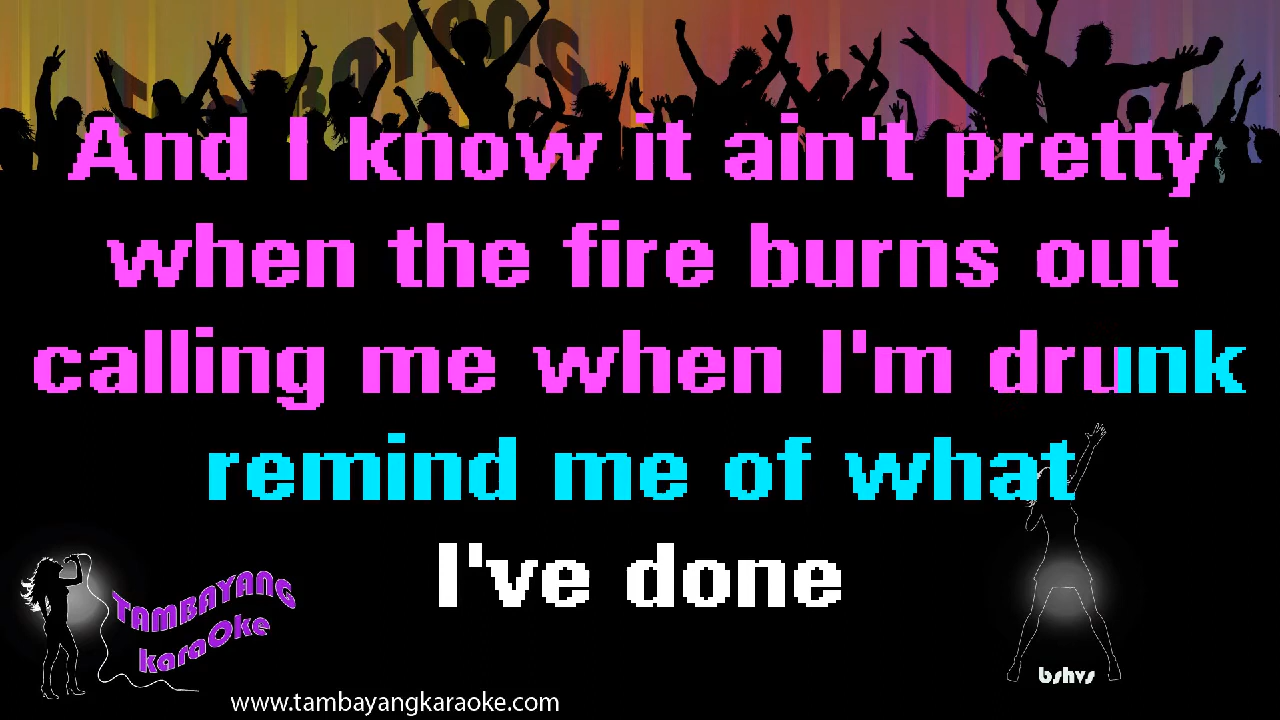 TAMBAYANG
And I know it ain't pretty
when the fire burns out
calling me when I'm drunk
remind me of what
I've done
TAMBAYANG
karaOke
bshvs
www.tambayangkaraoke.com